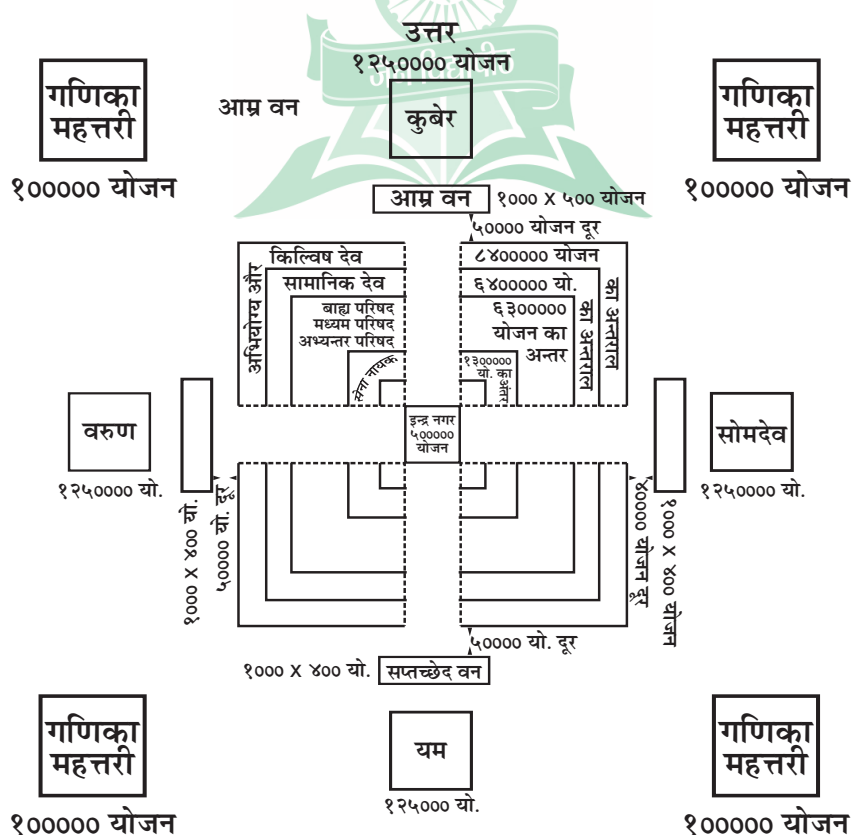 उत्तर
१२५०००० योजन
जैन विद्यापीठ
गणिका
महत्तरी
१००००० योजन
आम्र वन
कुबेर
गणिका
महत्तरी
१००००० योजन
आम्र वन
१००० X ५०० योजन
५०००० योजन दूर
अभियोग्य और
किल्विष देव
सामानिक देव
बाह्य परिषद
मध्यम परिषद
अभ्यन्तर परिषद
सेना नायक
८४००००० योजन
का अन्तराल
६४००००० यो.
का अन्तराल
६३०००००
योजन का
अन्तर
१३०००००
यो. का
अंतर
वरुण
१२५०००० यो.
१००० X ४०० यो.
५०००० यो. दूर
इन्द्र नगर
५०००००
योजन
सोमदेव
१२५०००० यो.
४०००० योजन दूर
१००० X ४०० योजन
५०००० यो. दूर
१००० X ४०० यो.
सप्तच्छेद वन
गणिका
महत्तरी
१००००० योजन
यम
१२५००० यो.
गणिका
महत्तरी
१००००० योजन